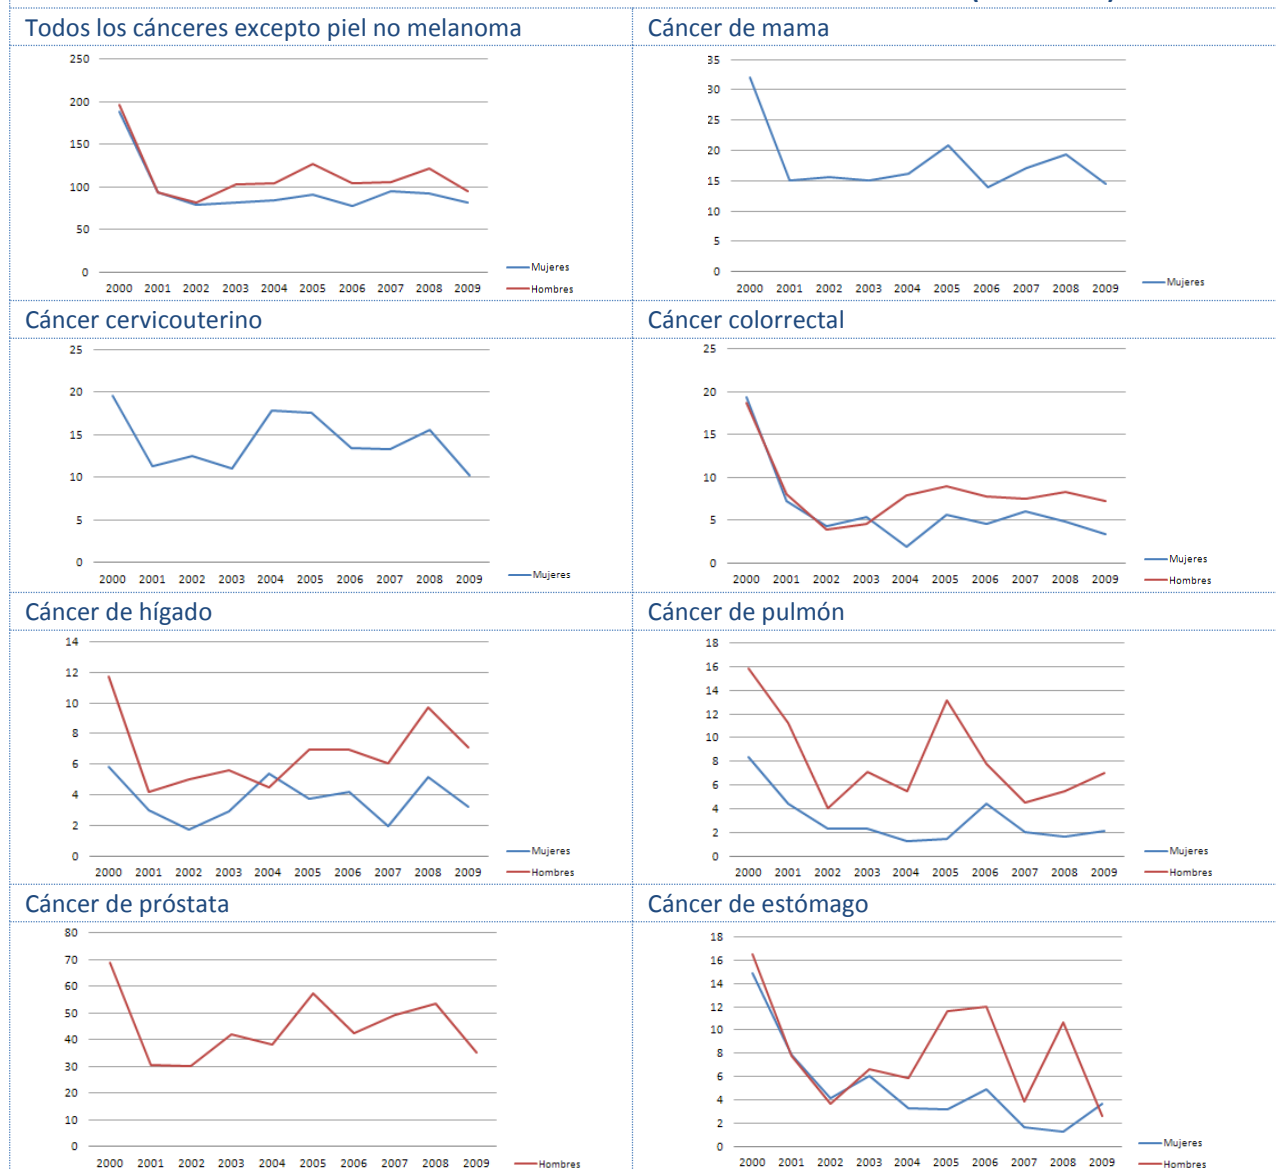 Todos los cánceres excepto piel no melanoma
250
200
150
100
50
0
2000 2001 2002 2003 2004 2005 2006 2007 2008 2009
Mujeres
Hombres
Cáncer de mama
35
30
25
20
15
10
5
0
2000 2001 2002 2003 2004 2005 2006 2007 2008 2009
Mujeres
Cáncer cervicouterino
25
20
15
10
5
0
2000 2001 2002 2003 2004 2005 2006 2007 2008 2009
Mujeres
Cáncer colorrectal
25
20
15
10
5
0
2000 2001 2002 2003 2004 2005 2006 2007 2008 2009
Mujeres
Hombres
Cáncer de hígado
14
12
10
8
6
4
2
0
2000 2001 2002 2003 2004 2005 2006 2007 2008 2009
Mujeres
Hombres
Cáncer de pulmón
18
16
14
12
10
8
6
4
2
0
2000 2001 2002 2003 2004 2005 2006 2007 2008 2009
Mujeres
Hombres
Cáncer de próstata
80
70
60
50
40
30
20
10
0
2000 2001 2002 2003 2004 2005 2006 2007 2008 2009
Hombres
Cáncer de estómago
18
16
14
12
10
8
6
4
2
0
2000 2001 2002 2003 2004 2005 2006 2007 2008 2009
Mujeres
Hombres